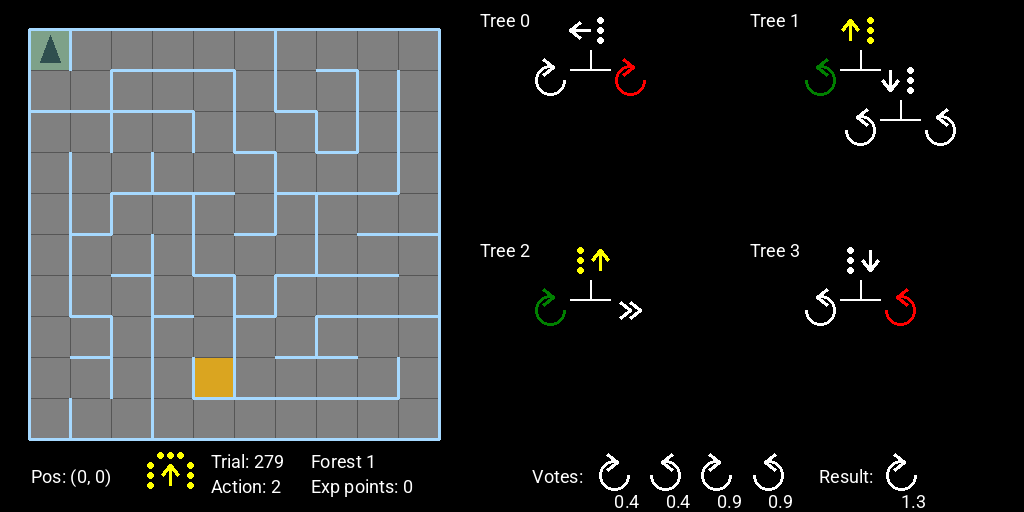 Tree 0
Tree 1
Tree 2
Tree 3
Pos: (0, 0)
Trial: 279
Forest 1
Action: 2
Exp points: 0
Votes:
0.4
0.4
0.9
0.9
Result:
1.3